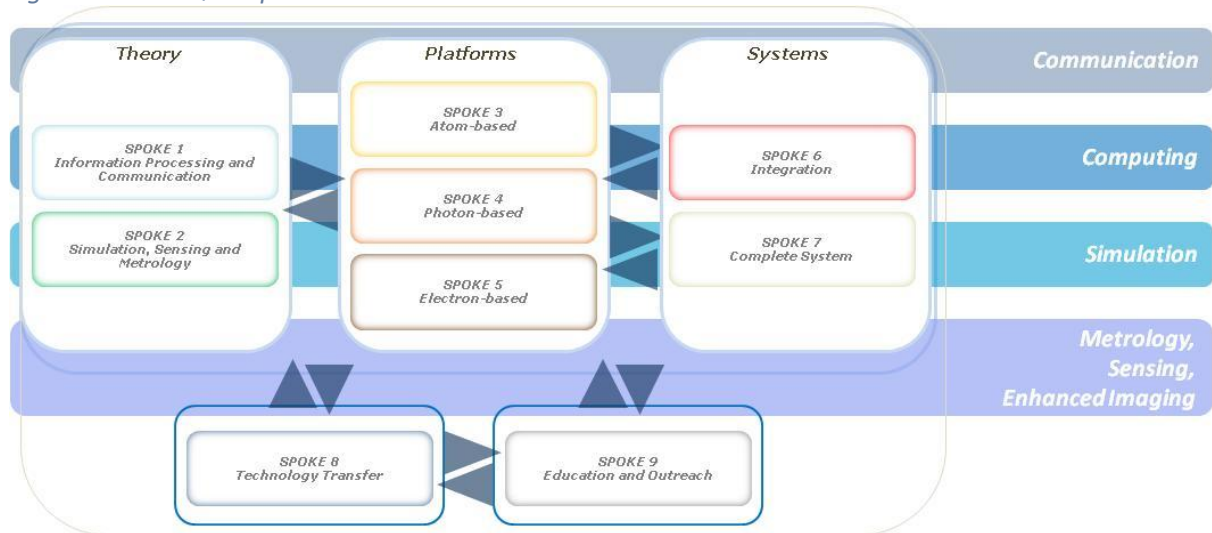 Theory
Platforms
Systems
Communication
SPOKE 3
Atom-based
SPOKE 1
Information Processing and
Communication
SPOKE 6
Integration
Computing
SPOKE 4
Photon-based
SPOKE 2
Simulation, Sensing and
Metrology
SPOKE 7
Complete System
Simulation
SPOKE 5
Electron-based
Metrology,
Sensing,
Enhanced Imaging
SPOKE 8
Technology Transfer
SPOKE 9
Education and Outreach